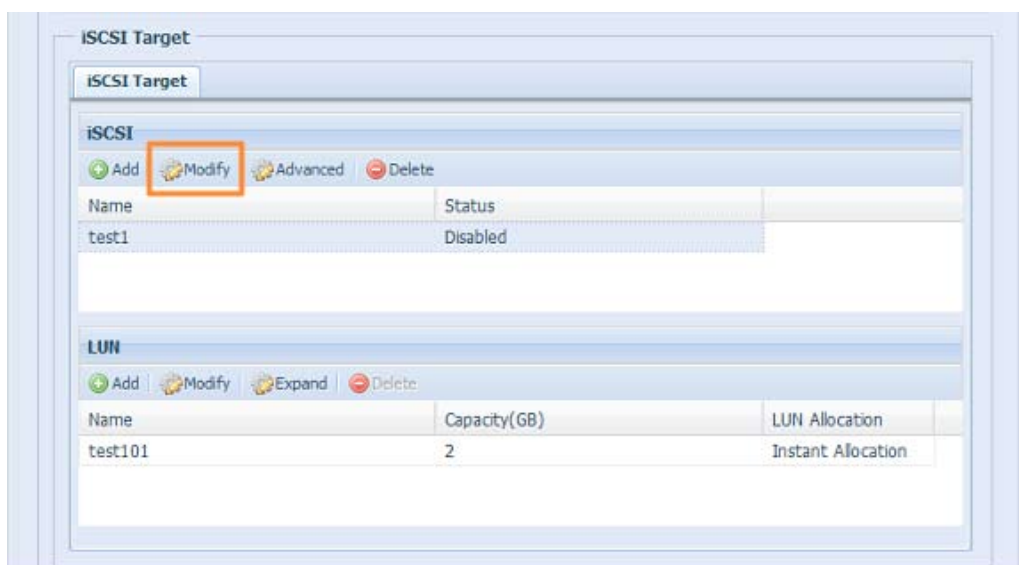 iSCSI Target
iSCSI Target
iSCSI
Add Modify Advanced Delete
Name Status
test1 Disabled
LUN
Add Modify Expand Delete
Name Capacity(GB) LUN Allocation
test101 2 Instant Allocation